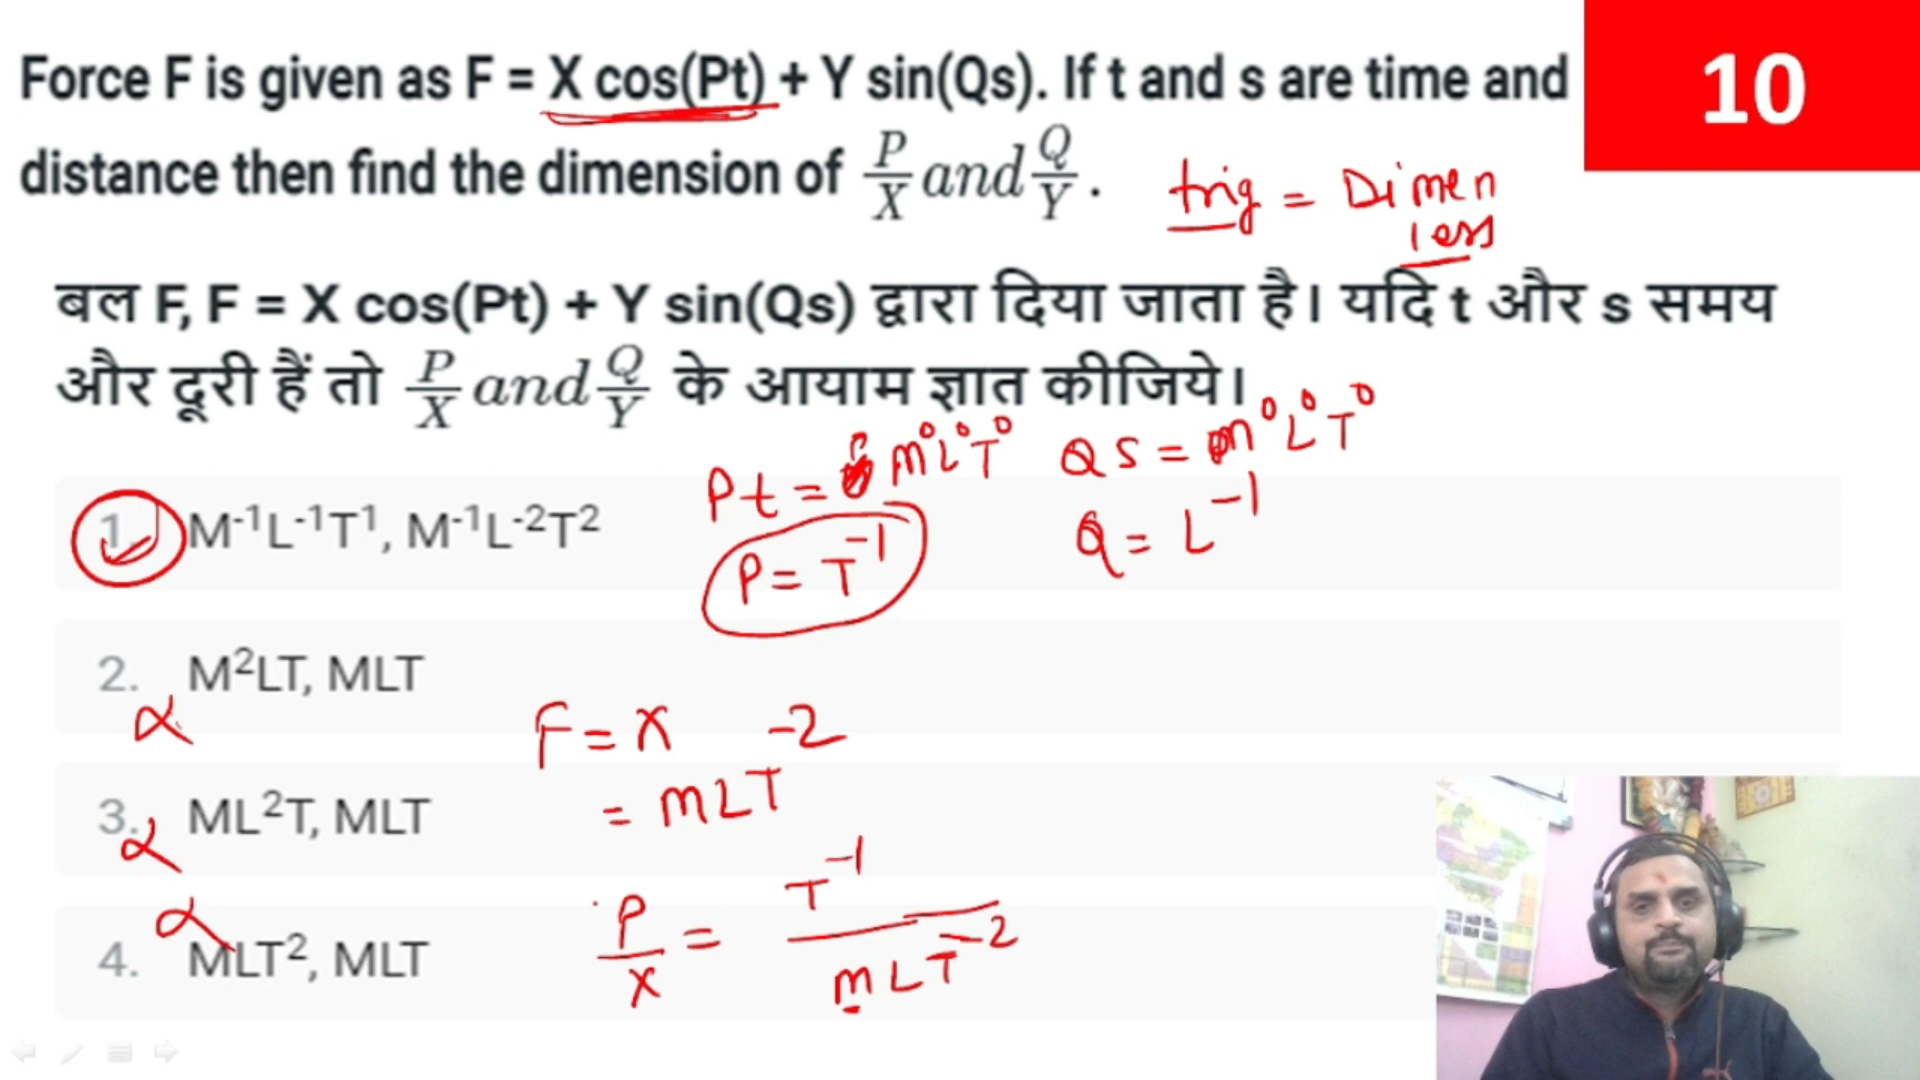 Force F is given as F = X cos(Pt) + Y sin(Qs). If t and s are time and
10
distance then find the dimension of P/X and Q/Y .
trig = Dimen
less
बल F, F = X cos(Pt) + Y sin(Qs) द्वारा दिया जाता है। यदि t और s समय
और दूरी हैं तो P/X and Q/Y के आयाम ज्ञात कीजिये।
Pt = M⁰L⁰T⁰
QS = M⁰L⁰T⁰
1. M⁻¹L⁻¹T¹, M⁻¹L⁻²T²
P = T⁻¹
Q = L⁻¹
2. M²LT, MLT
F = X
= MLT⁻²
3. ML²T, MLT
P/X = T⁻¹/MLT⁻²
4. MLT², MLT